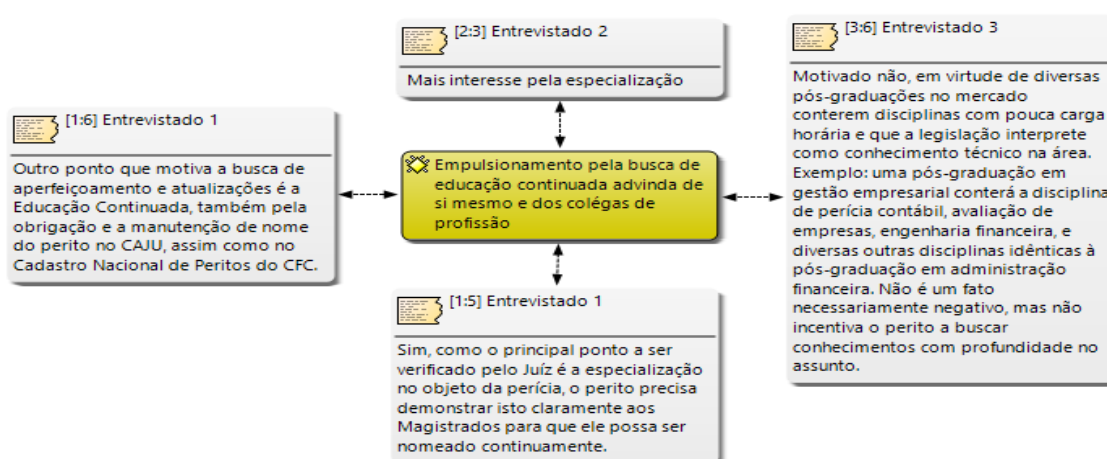 [2:3] Entrevistado 2
Mais interesse pela especialização
[1:6] Entrevistado 1
Outro ponto que motiva a busca de
aperfeiçoamento e atualizações é a
Educação Continuada, também pela
obrigação e a manutenção de nome
do perito no CAJU, assim como no
Cadastro Nacional de Peritos do CFC.
Empulsionamento pela busca de
educação continuada advinda de
si mesmo e dos colégas de
profissão
[3:6] Entrevistado 3
Motivado não, em virtude de diversas
pós-graduações no mercado
conterem disciplinas com pouca carga
horária e que a legislação interprete
como conhecimento técnico na área.
Exemplo: uma pós-graduação em
gestão empresarial conterá a disciplina
de perícia contábil, avaliação de
empresas, engenharia financeira, e
diversas outras disciplinas idênticas à
pós-graduação em administração
financeira. Não é um fato
necessariamente negativo, mas não
incentiva o perito a buscar
conhecimentos com profundidade no
assunto.
[1:5] Entrevistado 1
Sim, como o principal ponto a ser
verificado pelo Juíz é a especialização
no objeto da perícia, o perito precisa
demonstrar isto claramente aos
Magistrados para que ele possa ser
nomeado continuamente.